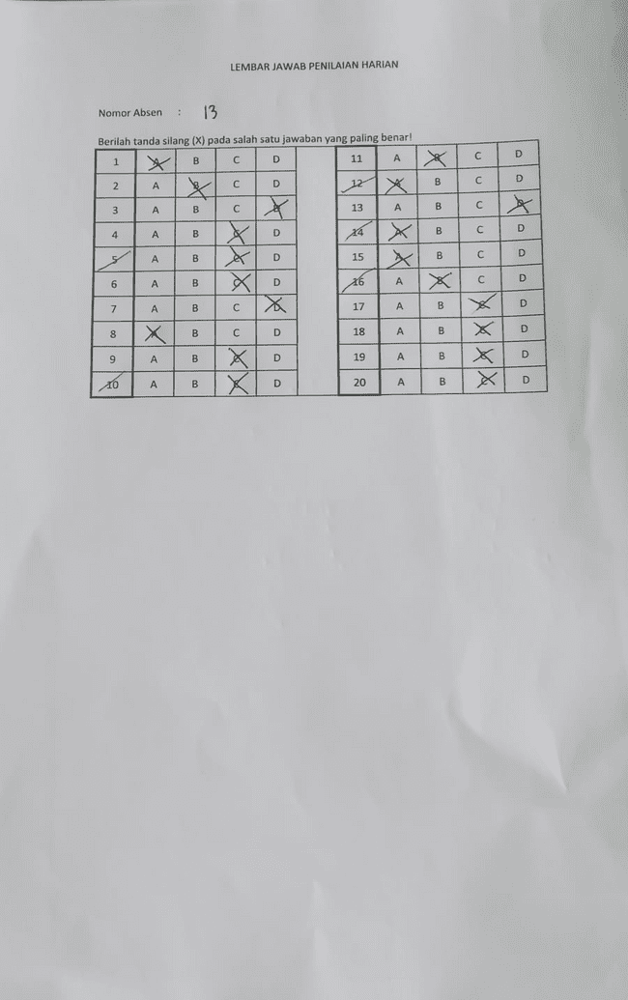 LEMBAR JAWAB PENILAIAN HARIAN
Nomor Absen : 13
Berilah tanda silang (X) pada salah satu jawaban yang paling benar!
1 A B C D 11 A B C D
2 A B C D 12 A B C D
3 A B C D 13 A B C D
4 A B C D 14 A B C D
5 A B C D 15 A B C D
6 A B C D 16 A B C D
7 A B C D 17 A B C D
8 A B C D 18 A B C D
9 A B C D 19 A B C D
10 A B C D 20 A B C D